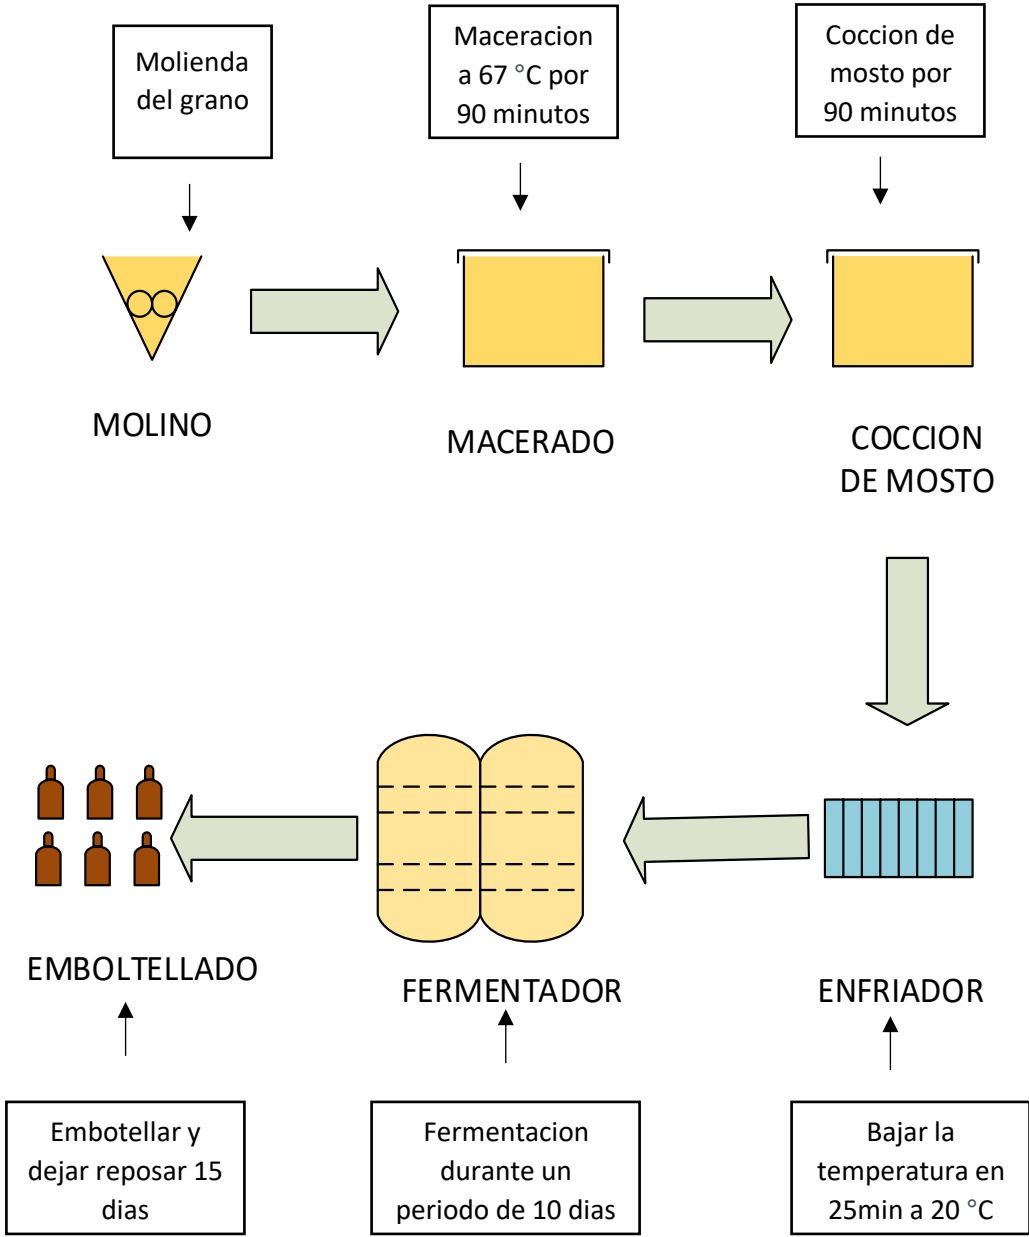 Molienda
del grano
Maceracion
a 67 °C por
90 minutos
Coccion de
mosto por
90 minutos
MOLINO
MACERADO
COCCION
DE MOSTO
EMBOLTELLADO
FERMENTADOR
ENFRIADOR
Embotellar y
dejar reposar 15
dias
Fermentacion
durante un
periodo de 10 dias
Bajar la
temperatura en
25min a 20 °C